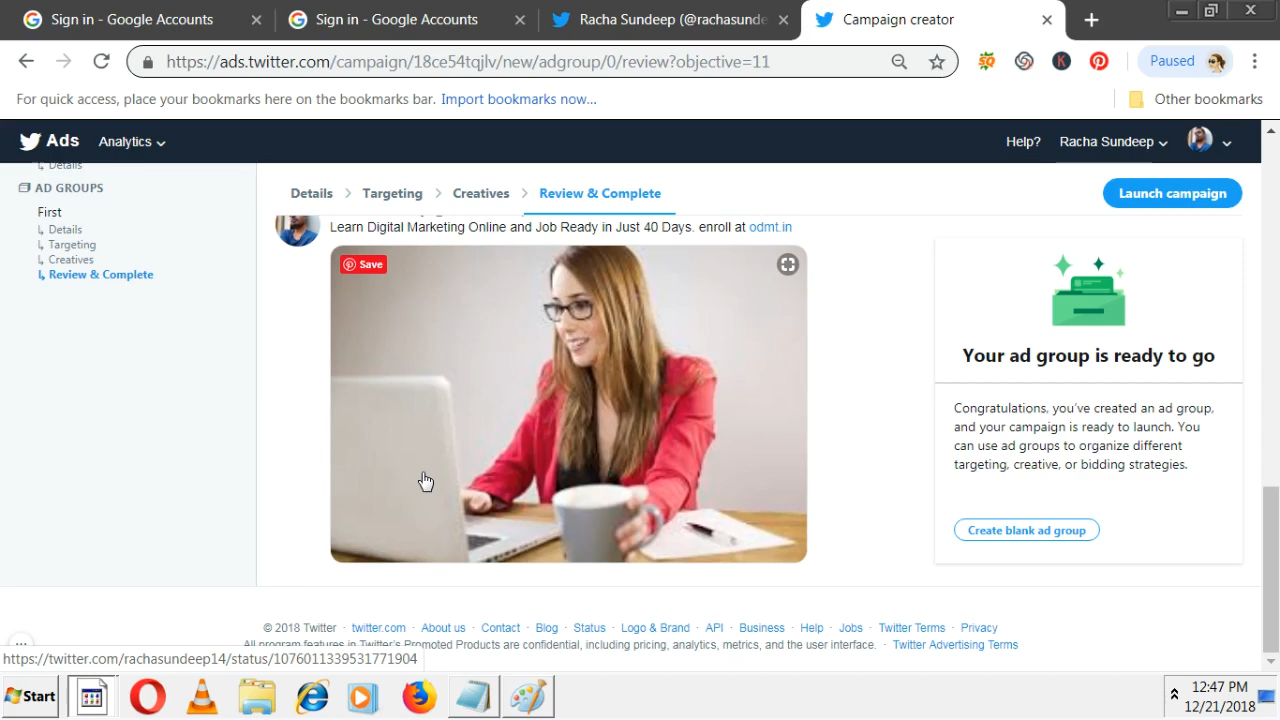 Sign in - Google Accounts
Sign in - Google Accounts
Racha Sundeep (@rachasunde
Campaign creator
https://ads.twitter.com/campaign/18ce54tqjlv/new/adgroup/0/review?objective=11
Paused
For quick access, place your bookmarks here on the bookmarks bar. Import bookmarks now...
Other bookmarks
Ads
Analytics
Help?
Racha Sundeep
↳ Details
AD GROUPS
First
↳ Details
↳ Targeting
↳ Creatives
↳ Review & Complete
Details
Targeting
Creatives
Review & Complete
Launch campaign
Learn Digital Marketing Online and Job Ready in Just 40 Days. enroll at odmt.in
Save
Your ad group is ready to go
Congratulations, you've created an ad group,
and your campaign is ready to launch. You
can use ad groups to organize different
targeting, creative, or bidding strategies.
Create blank ad group
© 2018 Twitter · twitter.com · About us · Contact · Blog · Status · Logo & Brand · API · Business · Help · Jobs · Twitter Terms · Privacy
All program features in Twitter's Promoted Products are confidential, including pricing, analytics, metrics, and the user interface. · Twitter Advertising Terms
https://twitter.com/rachasundeep14/status/1076011339531771904
Start
12:47 PM
12/21/2018